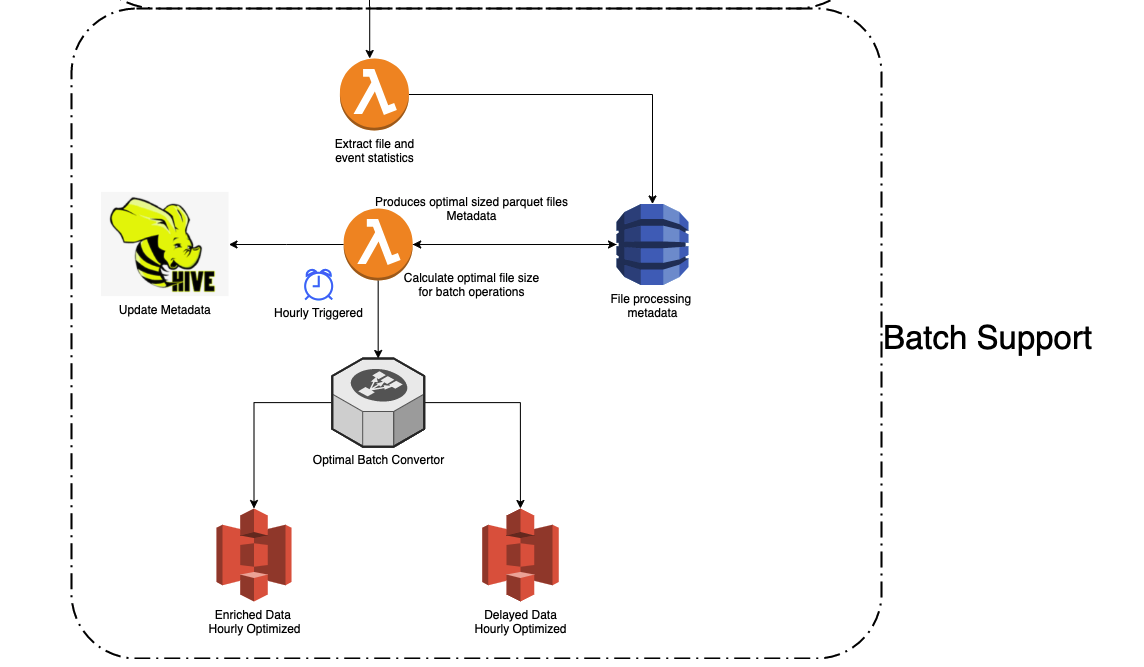 Extract file and
event statistics
Produces optimal sized parquet files
Metadata
HIVE
Update Metadata
Hourly Triggered
Calculate optimal file size
for batch operations
File processing
metadata
Batch Support
Optimal Batch Convertor
Enriched Data
Hourly Optimized
Delayed Data
Hourly Optimized